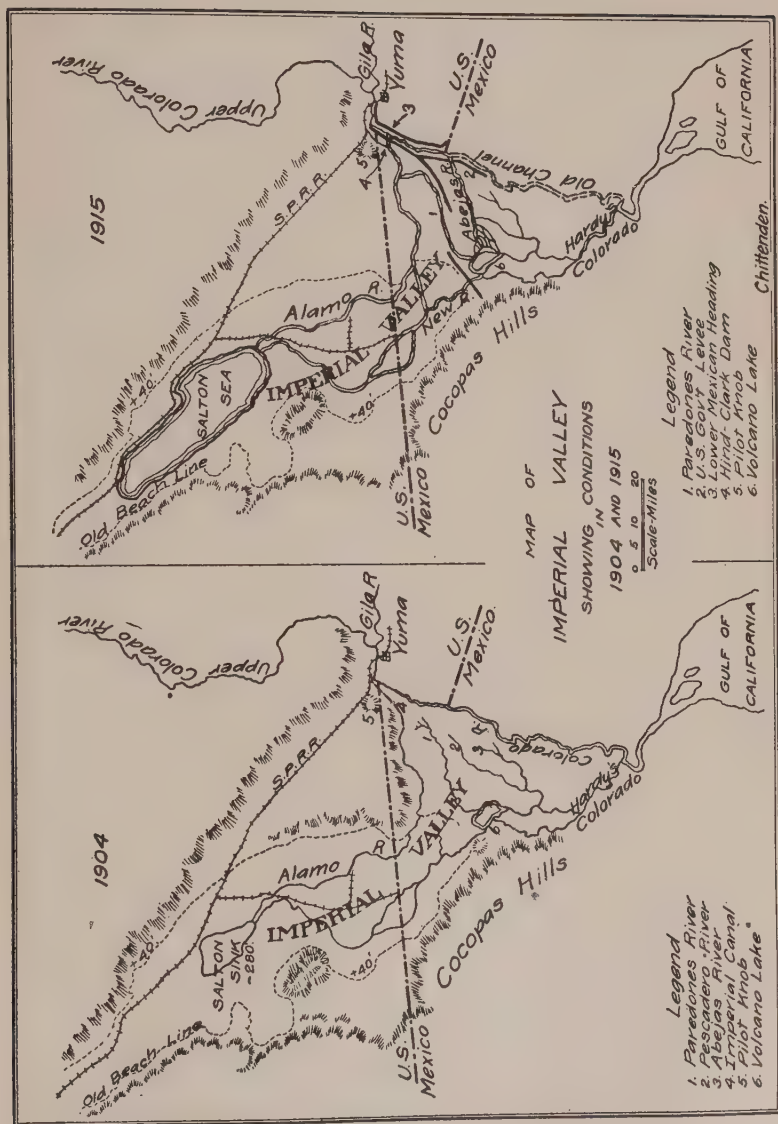 1904
Upper Colorado River
Old Beach Line
+40'
S.P.R.R.
SALTON
SINK
-280'
Alamo
R.
Gila R.
Yuma
5
4
IMPERIAL VALLEY
+40'
U.S.
Mexico
U.S.
Mexico.
1
2
3
6
Colorado
R.
Cocopas Hills
Hardy's
Colorado
GULF OF
CALIFORNIA
Legend
1. Paredones River
2. Pescadero River
3. Abejas River
4. Imperial Canal
5. Pilot Knob
6. Volcano Lake
1915
Upper Colorado River
Old Beach Line
+40'
S.P.R.R.
SALTON
SEA
Alamo R.
Gila R.
Yuma
3
4
5
IMPERIAL VALLEY
New R.
+40'
U.S.
Mexico
U.S.
Mexico
1
Abejas R.
2
6
Old Channel
Cocopas Hills
Hardy's
Colorado
GULF OF
CALIFORNIA
Chittenden.
MAP OF
IMPERIAL VALLEY
SHOWING CONDITIONS
IN
1904 AND 1915
0 5 10 20
Scale-Miles
Legend
1. Paredones River
2. U.S. Gov't Levee
3. Lower Mexican Heading
4. Hind-Clark Dam
5. Pilot Knob
6. Volcano Lake